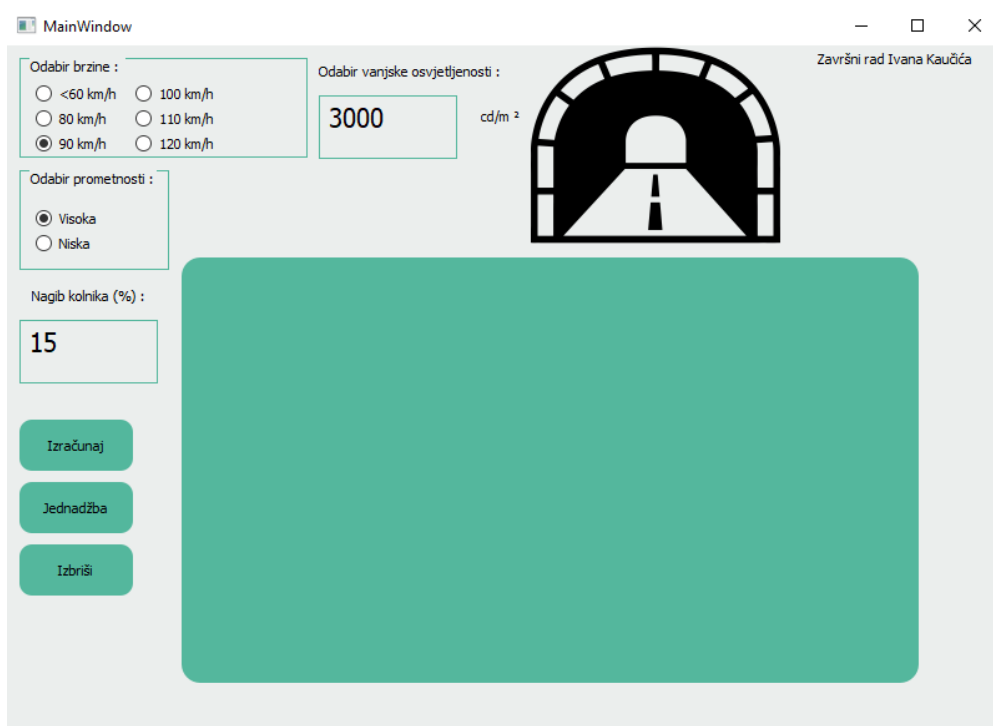 MainWindow
Završni rad Ivana Kaučića
Odabir brzine :
<60 km/h
100 km/h
80 km/h
110 km/h
90 km/h
120 km/h
Odabir vanjske osvjetljenosti :
3000
cd/m ²
Odabir prometnosti :
Visoka
Niska
Nagib kolnika (%) :
15
Izračunaj
Jednadžba
Izbriši